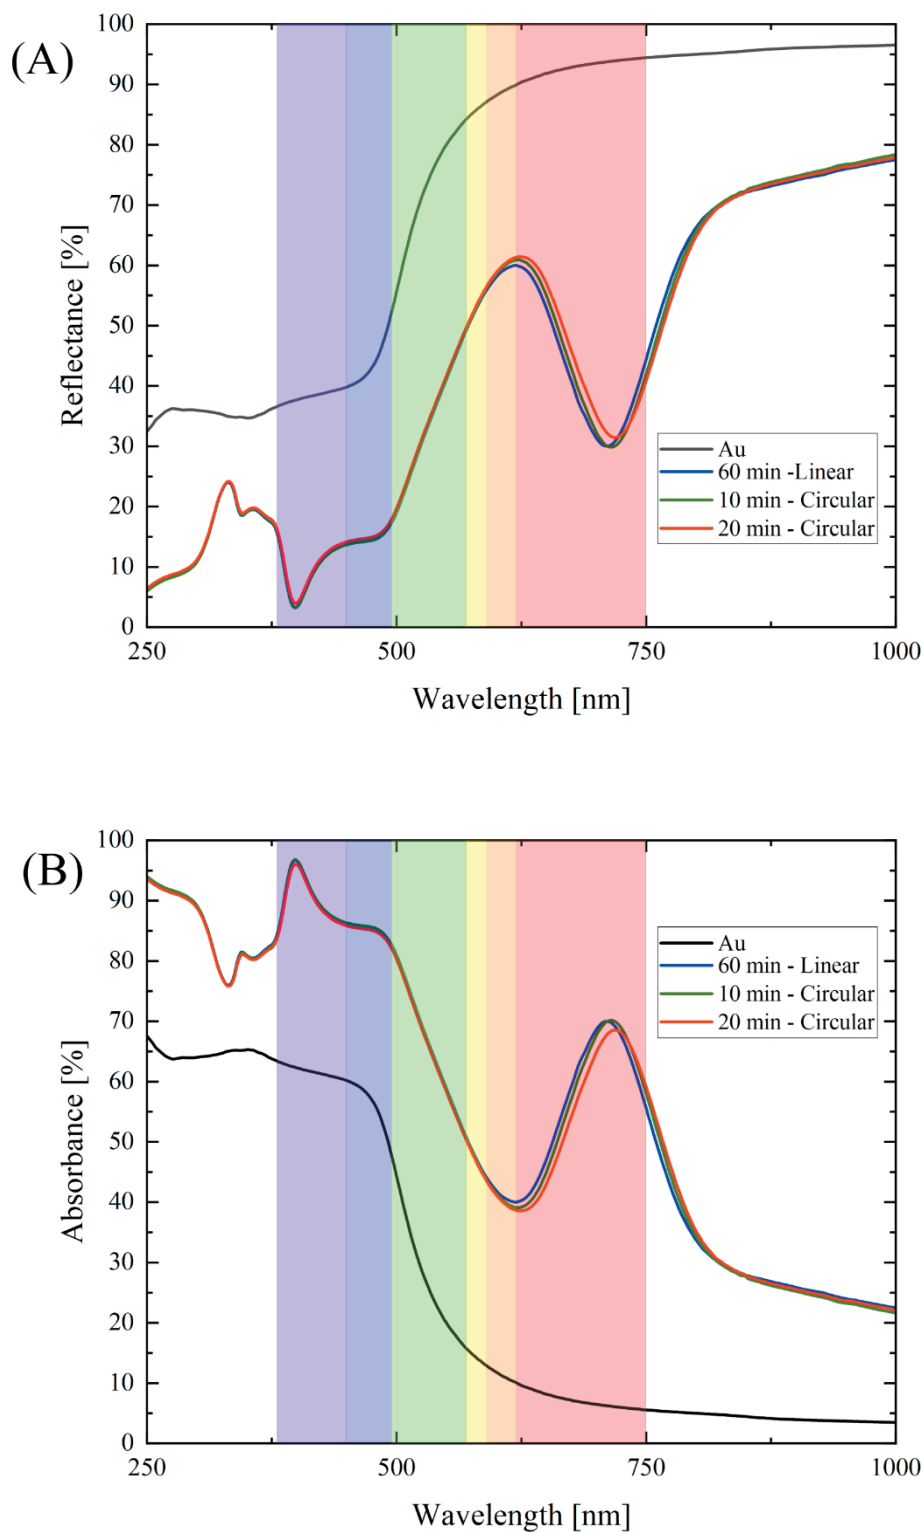 (A)
100
90
80
70
60
50
40
30
20
10
0
Reflectance [%]
Au
60 min -Linear
10 min - Circular
20 min - Circular
250
500
750
1000
Wavelength [nm]
(B)
100
90
80
70
60
50
40
30
20
10
0
Absorbance [%]
Au
60 min - Linear
10 min - Circular
20 min - Circular
250
500
750
1000
Wavelength [nm]